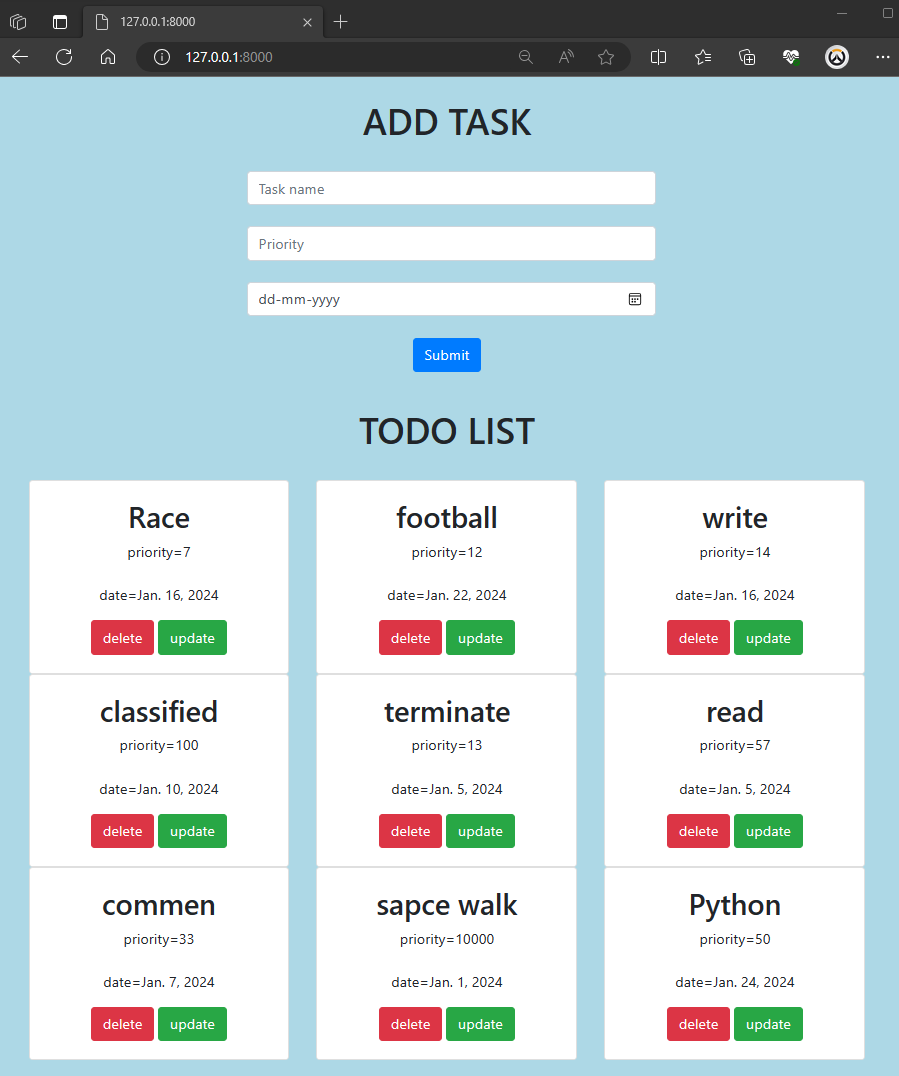 127.0.0.1:8000
127.0.0.1:8000
ADD TASK
Task name
Priority
dd-mm-yyyy
Submit
TODO LIST
Race
priority=7
date=Jan. 16, 2024
delete update
football
priority=12
date=Jan. 22, 2024
delete update
write
priority=14
date=Jan. 16, 2024
delete update
classified
priority=100
date=Jan. 10, 2024
delete update
terminate
priority=13
date=Jan. 5, 2024
delete update
read
priority=57
date=Jan. 5, 2024
delete update
commen
priority=33
date=Jan. 7, 2024
delete update
sapce walk
priority=10000
date=Jan. 1, 2024
delete update
Python
priority=50
date=Jan. 24, 2024
delete update